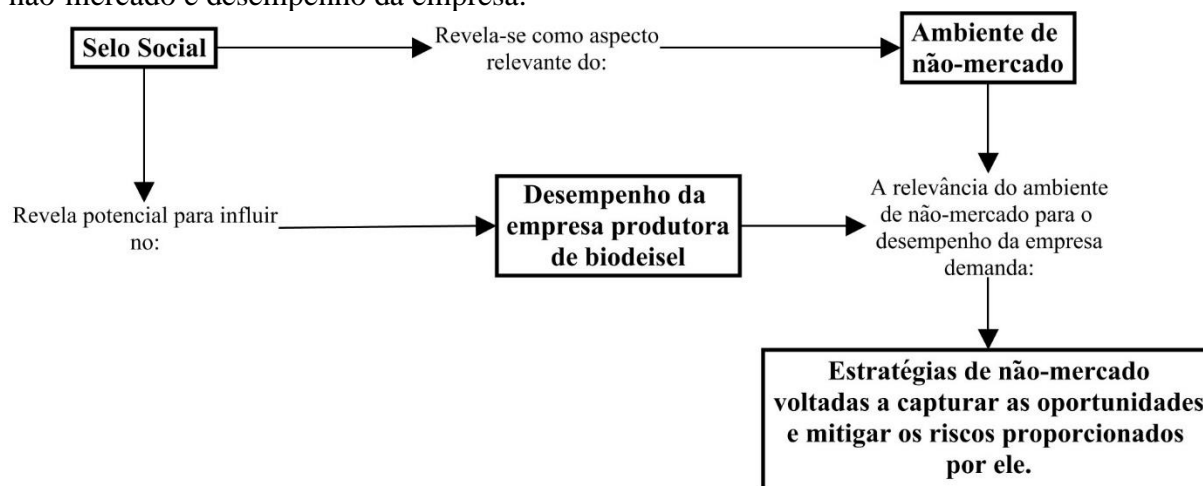 não-mercado e desempenho da empresa.
Selo Social
Revela-se como aspecto
relevante do:
Ambiente de
não-mercado
Revela potencial para influir
no:
Desempenho da
empresa produtora
de biodeisel
A relevância do ambiente
de não-mercado para o
desempenho da empresa
demanda:
Estratégias de não-mercado
voltadas a capturar as oportunidades
e mitigar os riscos proporcionados
por ele.